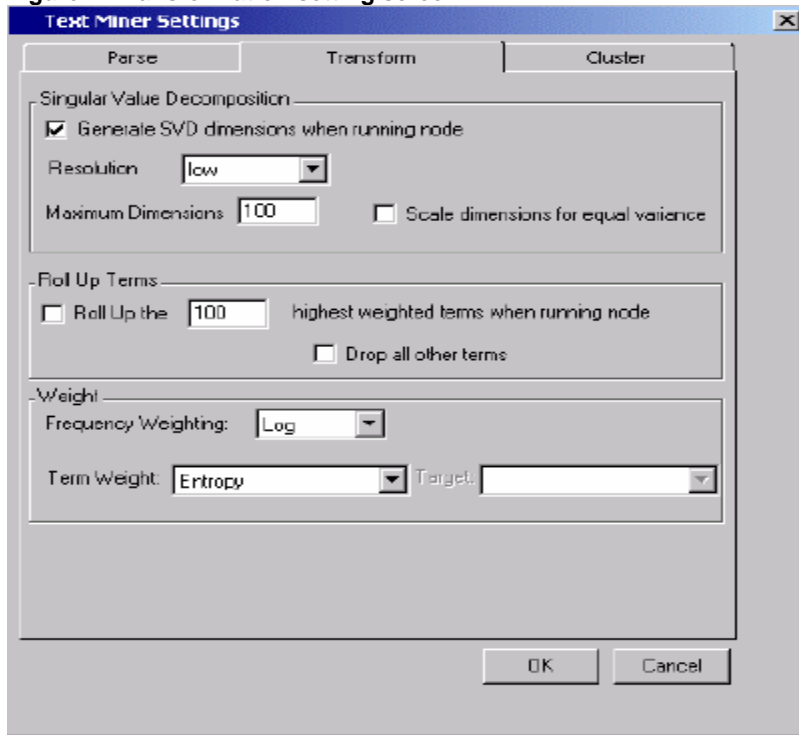 Text Miner Settings
Parse Transform Cluster
Singular Value Decomposition
Generate SVD dimensions when running node
Resolution low
Maximum Dimensions 100 Scale dimensions for equal variance
Roll Up Terms
Roll Up the 100 highest weighted terms when running node
Drop all other terms
Weight
Frequency Weighting: Log
Term Weight: Entropy Target:
OK Cancel